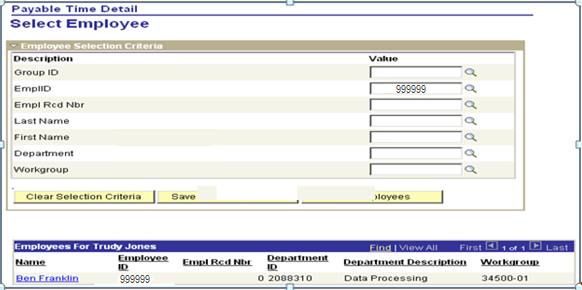 Payable Time Detail
Select Employee
Employee Selection Criteria
Description Value
Group ID
EmplID 999999
Empl Rcd Nbr
Last Name
First Name
Department
Workgroup
Clear Selection Criteria Save
Employees For Trudy Jones Find | View All First 1 of 1 Last
Name Employee ID Empl Rcd Nbr Department ID Department Description Workgroup
Ben Franklin 999999 0 2088310 Data Processing 34500-01